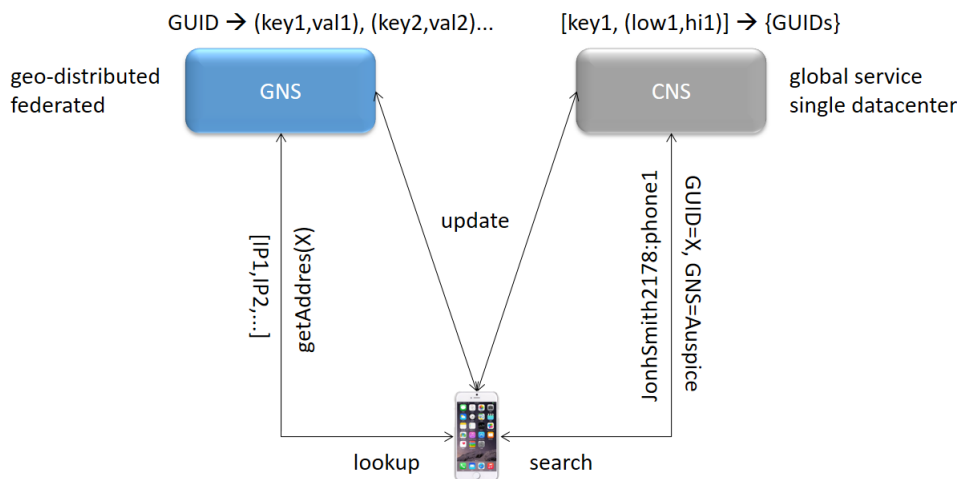 GUID → (key1,val1), (key2,val2)...
[key1, (low1,hi1)] → {GUIDs}
geo-distributed
federated
GNS
CNS
global service
single datacenter
update
[IP1,IP2,...]
getAddres(X)
JonhSmith2178:phone1
GUID=X, GNS=Auspice
lookup
search